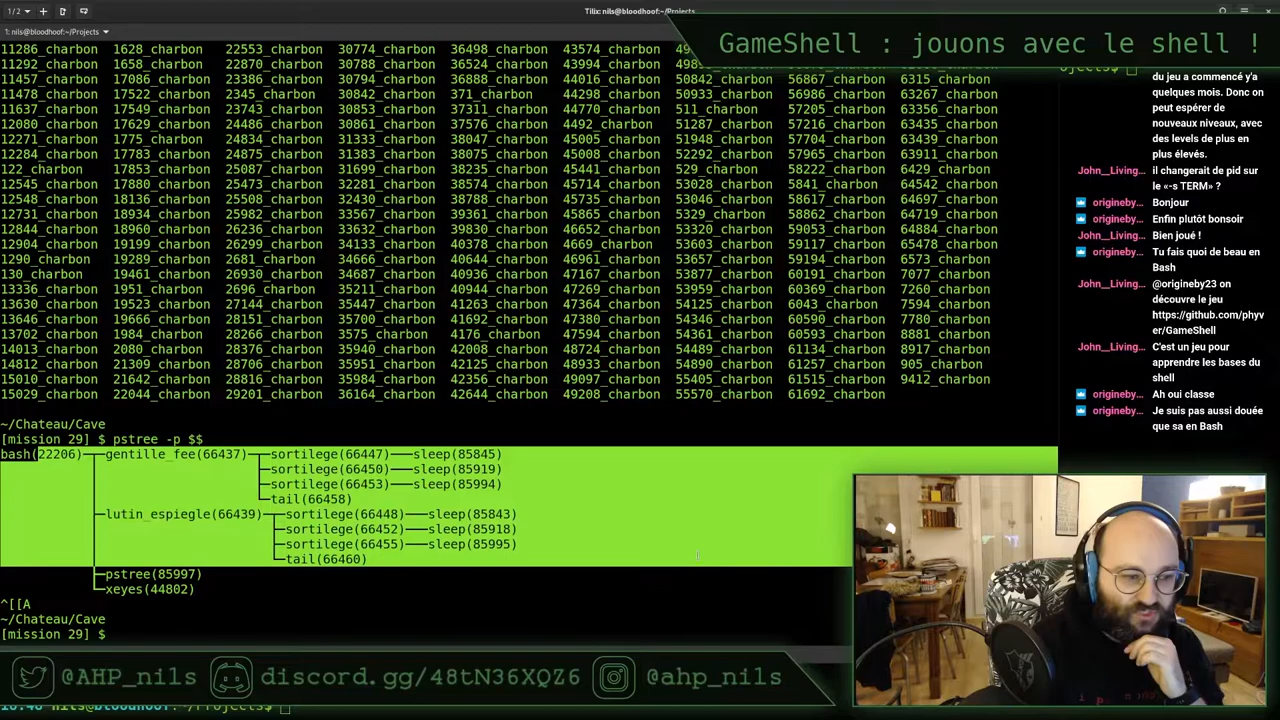 1/2
Tilix: nils@bloodhoof:~/Projects
1: nils@bloodhoof:~/Projects
GameShell : jouons avec le shell !
11286_charbon 1628_charbon 22553_charbon 30774_charbon 36498_charbon 43574_charbon
11292_charbon 1658_charbon 22870_charbon 30788_charbon 36524_charbon 43994_charbon
11457_charbon 17086_charbon 23386_charbon 30794_charbon 36888_charbon 44016_charbon 50842_charbon 56867_charbon 6315_charbon
11478_charbon 17522_charbon 2345_charbon 30842_charbon 371_charbon 44298_charbon 50933_charbon 56986_charbon 63267_charbon
11637_charbon 17549_charbon 23743_charbon 30853_charbon 37311_charbon 44770_charbon 511_charbon 57205_charbon 63356_charbon
12080_charbon 17629_charbon 24486_charbon 30861_charbon 37576_charbon 4492_charbon 51287_charbon 57216_charbon 63435_charbon
12271_charbon 1775_charbon 24834_charbon 31333_charbon 38047_charbon 45005_charbon 51948_charbon 57704_charbon 63439_charbon
12284_charbon 17783_charbon 24875_charbon 31383_charbon 38075_charbon 45008_charbon 52292_charbon 57965_charbon 63911_charbon
122_charbon 17853_charbon 25087_charbon 31699_charbon 38235_charbon 45441_charbon 529_charbon 58222_charbon 6429_charbon
12545_charbon 17880_charbon 25473_charbon 32281_charbon 38574_charbon 45714_charbon 53028_charbon 5841_charbon 64542_charbon
12548_charbon 18136_charbon 25508_charbon 32430_charbon 38788_charbon 45735_charbon 53046_charbon 58617_charbon 64697_charbon
12731_charbon 18934_charbon 25982_charbon 33567_charbon 39361_charbon 45865_charbon 5329_charbon 58862_charbon 64719_charbon
12844_charbon 18960_charbon 26236_charbon 33632_charbon 39830_charbon 46652_charbon 53320_charbon 59053_charbon 64884_charbon
12904_charbon 19199_charbon 26299_charbon 34133_charbon 40378_charbon 4669_charbon 53603_charbon 59117_charbon 65478_charbon
1290_charbon 19289_charbon 2681_charbon 34666_charbon 40644_charbon 46961_charbon 53657_charbon 59194_charbon 6573_charbon
130_charbon 19461_charbon 26930_charbon 34687_charbon 40936_charbon 47167_charbon 53877_charbon 60191_charbon 7077_charbon
13336_charbon 1951_charbon 2696_charbon 35211_charbon 40944_charbon 47269_charbon 53959_charbon 60369_charbon 7260_charbon
13630_charbon 19523_charbon 27144_charbon 35447_charbon 41263_charbon 47364_charbon 54125_charbon 6043_charbon 7594_charbon
13646_charbon 19666_charbon 28151_charbon 35700_charbon 41692_charbon 47380_charbon 54346_charbon 60590_charbon 7780_charbon
13702_charbon 1984_charbon 28266_charbon 3575_charbon 4176_charbon 47594_charbon 54361_charbon 60593_charbon 8881_charbon
14013_charbon 2080_charbon 28376_charbon 35940_charbon 42008_charbon 48724_charbon 54489_charbon 61134_charbon 8917_charbon
14812_charbon 21309_charbon 28706_charbon 35951_charbon 42125_charbon 48933_charbon 54890_charbon 61257_charbon 905_charbon
15010_charbon 21642_charbon 28816_charbon 35984_charbon 42356_charbon 49097_charbon 55405_charbon 61515_charbon 9412_charbon
15029_charbon 22044_charbon 29201_charbon 36164_charbon 42644_charbon 49208_charbon 55570_charbon 61692_charbon
~/Chateau/Cave
[mission 29] $ pstree -p $$
bash(22206)─┬─gentille_fee(66437)─┬─sortilege(66447)───sleep(85845)
├─sortilege(66450)───sleep(85919)
├─sortilege(66453)───sleep(85994)
└─tail(66458)
├─lutin_espiegle(66439)─┬─sortilege(66448)───sleep(85843)
├─sortilege(66452)───sleep(85918)
├─sortilege(66455)───sleep(85995)
└─tail(66460)
├─pstree(85997)
└─xeyes(44802)
^[[A
~/Chateau/Cave
[mission 29] $
du jeu a commencé y'a
quelques mois. Donc on
peut espérer de
nouveaux niveaux, avec
des levels de plus en
plus élevés.
John__Living... il changerait de pid sur
le «-s TERM» ?
origineby... Bonjour
origineby... Enfin plutôt bonsoir
John__Living... Bien joué !
origineby... Tu fais quoi de beau en
Bash
John__Living... @origineby23 on
découvre le jeu
https://github.com/phyv
er/GameShell
John__Living... C'est un jeu pour
apprendre les bases du
shell
origineby... Ah oui classe
origineby... Je suis pas aussi douée
que sa en Bash
@AHP_nils
discord.gg/48tN36XQZ6
@ahp_nils
nils@bloodhoof:~/Projects$